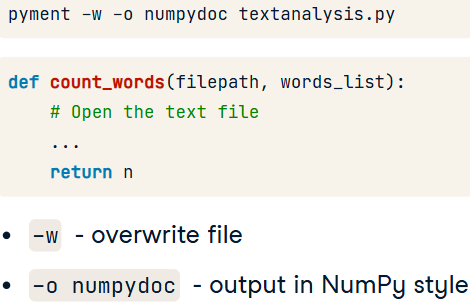 pyment -w -o numpydoc textanalysis.py
def count_words(filepath, words_list):
    # Open the text file
    ...
    return n
• -w - overwrite file
• -o numpydoc - output in NumPy style